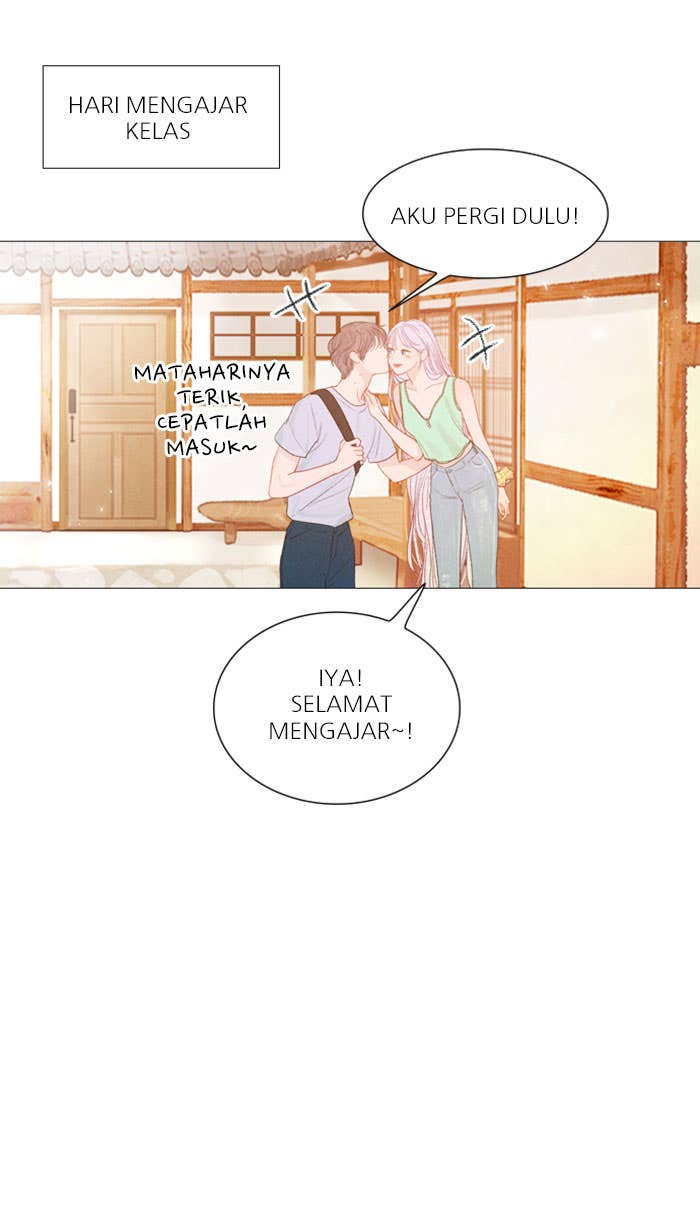 HARI MENGAJAR
KELAS
AKU PERGI DULU!
MATAHARINYA
TERIK,
CEPATLAH
MASUK~
IYA!
SELAMAT
MENGAJAR~!